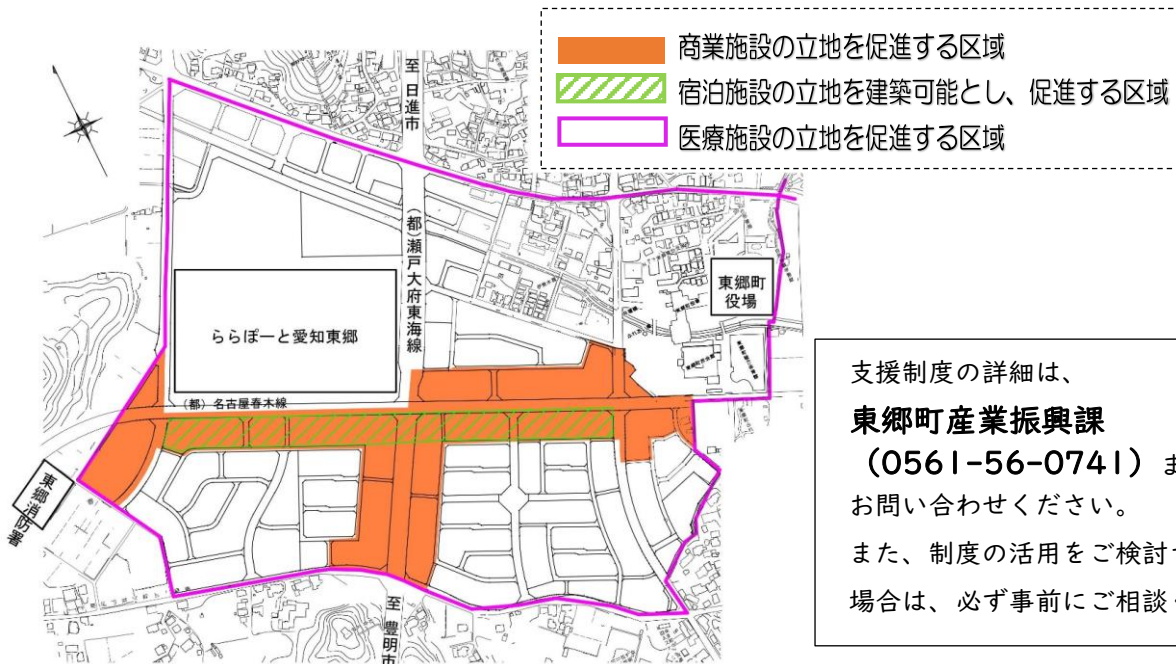 商業施設の立地を促進する区域
宿泊施設の立地を建築可能とし、促進する区域
医療施設の立地を促進する区域
至 日進市
(都)瀬戸大府東海線
東郷町
役場
ららぽーと愛知東郷
(都)名古屋春木線
東郷消防署
至 豊明市
支援制度の詳細は、
東郷町産業振興課
(0561-56-0741)ま
お問い合わせください。
また、制度の活用をご検討
場合は、必ず事前にご相談